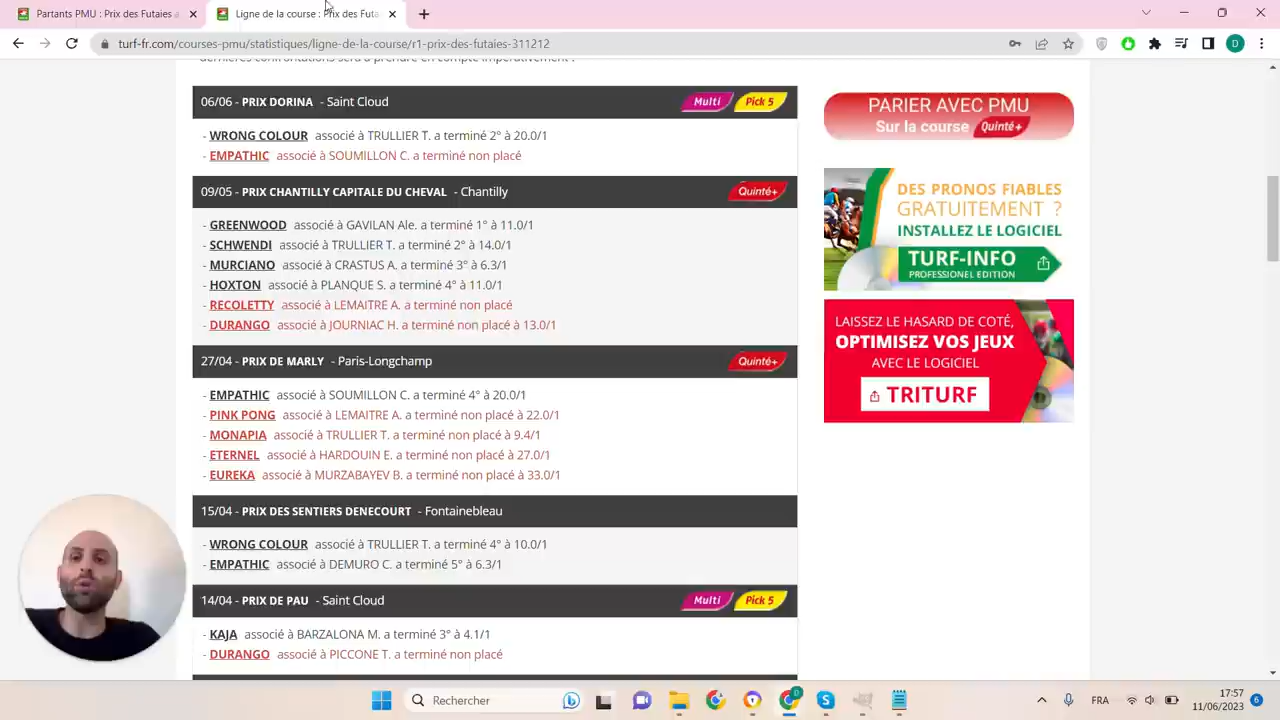 Partants PMU : Prix des Futaies
Ligne de la course : Prix des Futa
turf-fr.com/courses-pmu/statistiques/lignes/r1-prix-des-futaies-311212
D
dernières confrontations sera à prendre en compte impérativement !
06/06 - PRIX DORINA - Saint Cloud
Multi Pick 5
- WRONG COLOUR associé à TRULLIER T. a terminé 2° à 20.0/1
- EMPATHIC associé à SOUMILLON C. a terminé non placé
09/05 - PRIX CHANTILLY CAPITALE DU CHEVAL - Chantilly
Quinté+
- GREENWOOD associé à GAVILAN Ale. a terminé 1° à 11.0/1
- SCHWENDI associé à TRULLIER T. a terminé 2° à 14.0/1
- MURCIANO associé à CRASTUS A. a terminé 3° à 6.3/1
- HOXTON associé à PLANQUE S. a terminé 4° à 11.0/1
- RECOLETTY associé à LEMAITRE A. a terminé non placé
- DURANGO associé à JOURNIAC H. a terminé non placé à 13.0/1
27/04 - PRIX DE MARLY - Paris-Longchamp
Quinté+
- EMPATHIC associé à SOUMILLON C. a terminé 4° à 20.0/1
- PINK PONG associé à LEMAITRE A. a terminé non placé à 22.0/1
- MONAPIA associé à TRULLIER T. a terminé non placé à 9.4/1
- ETERNEL associé à HARDOUIN E. a terminé non placé à 27.0/1
- EUREKA associé à MURZABAYEV B. a terminé non placé à 33.0/1
15/04 - PRIX DES SENTIERS DENECOURT - Fontainebleau
- WRONG COLOUR associé à TRULLIER T. a terminé 4° à 10.0/1
- EMPATHIC associé à DEMURO C. a terminé 5° à 6.3/1
14/04 - PRIX DE PAU - Saint Cloud
Multi Pick 5
- KAJA associé à BARZALONA M. a terminé 3° à 4.1/1
- DURANGO associé à PICCONE T. a terminé non placé
PARIER AVEC PMU
Sur la course Quinté+
DES PRONOS FIABLES
GRATUITEMENT ?
INSTALLEZ LE LOGICIEL
TURF-INFO
PROFESSIONEL EDITION
LAISSEZ LE HASARD DE COTÉ,
OPTIMISEZ VOS JEUX
AVEC LE LOGICIEL
TRITURF
Rechercher
FRA
17:57
11/06/2023
6